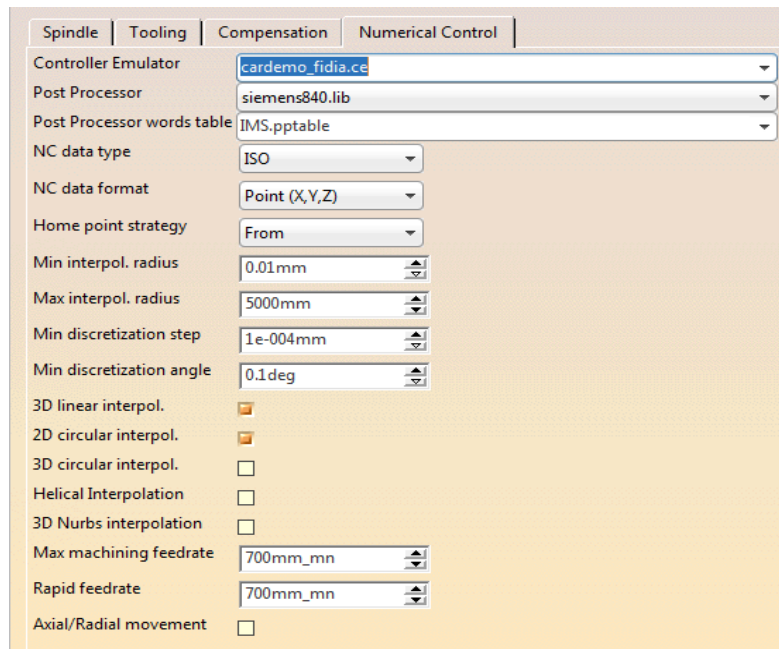 Spindle Tooling Compensation Numerical Control
Controller Emulator cardemo_fidia.ce
Post Processor siemens840.lib
Post Processor words table IMS.pptable
NC data type ISO
NC data format Point (X,Y,Z)
Home point strategy From
Min interpol. radius 0.01mm
Max interpol. radius 5000mm
Min discretization step 1e-004mm
Min discretization angle 0.1deg
3D linear interpol.
2D circular interpol.
3D circular interpol.
Helical Interpolation
3D Nurbs interpolation
Max machining feedrate 700mm_mn
Rapid feedrate 700mm_mn
Axial/Radial movement